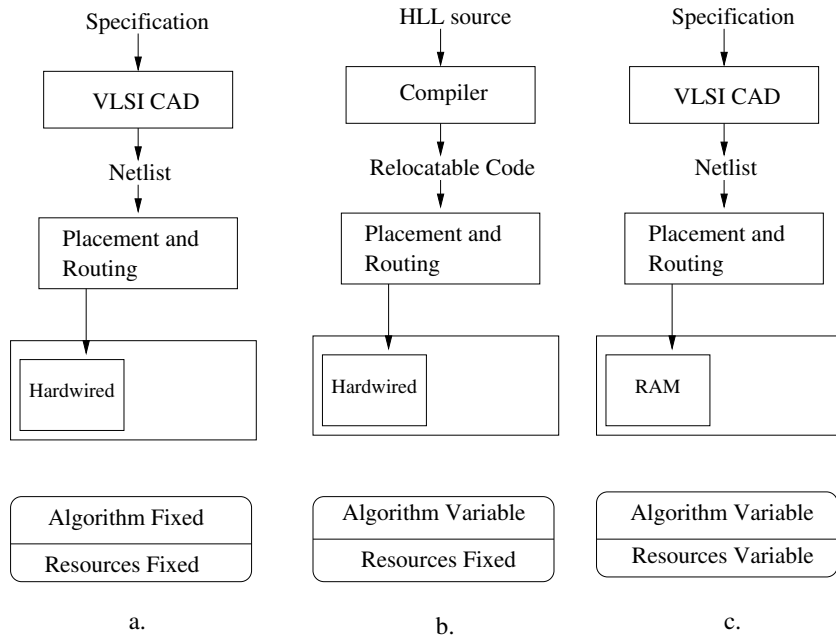 Specification
VLSI CAD
Netlist
Placement and
Routing
Hardwired
Algorithm Fixed
Resources Fixed
a.
HLL source
Compiler
Relocatable Code
Placement and
Routing
Hardwired
Algorithm Variable
Resources Fixed
b.
Specification
VLSI CAD
Netlist
Placement and
Routing
RAM
Algorithm Variable
Resources Variable
c.